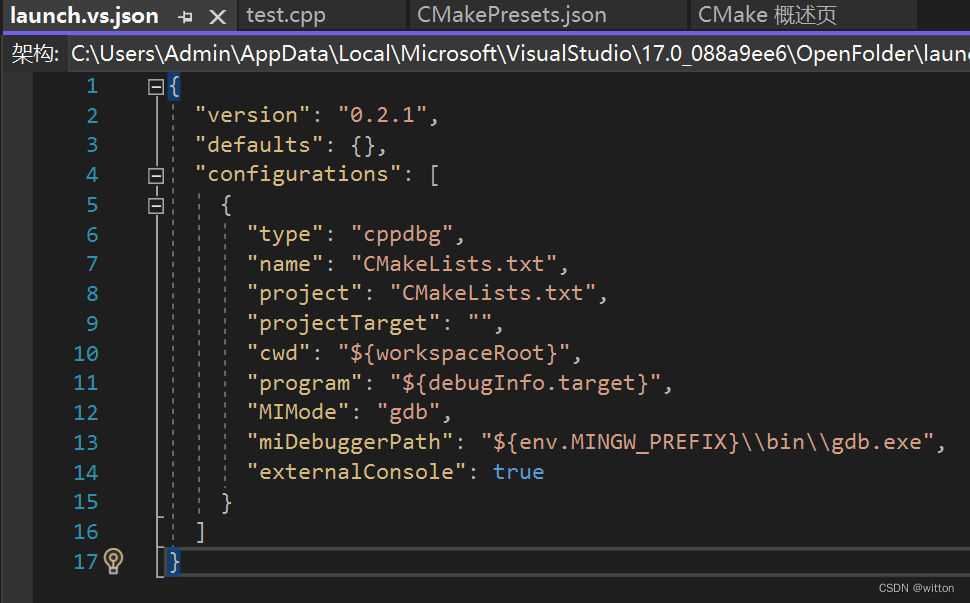 launch.vs.json test.cpp CMakePresets.json CMake 概述页
架构: C:\Users\Admin\AppData\Local\Microsoft\VisualStudio\17.0_088a9ee6\OpenFolder\laun
1 {
2 "version": "0.2.1",
3 "defaults": {},
4 "configurations": [
5 {
6 "type": "cppdbg",
7 "name": "CMakeLists.txt",
8 "project": "CMakeLists.txt",
9 "projectTarget": "",
10 "cwd": "${workspaceRoot}",
11 "program": "${debugInfo.target}",
12 "MIMode": "gdb",
13 "miDebuggerPath": "${env.MINGW_PREFIX}\\bin\\gdb.exe",
14 "externalConsole": true
15 }
16 ]
17 }
CSDN @witton